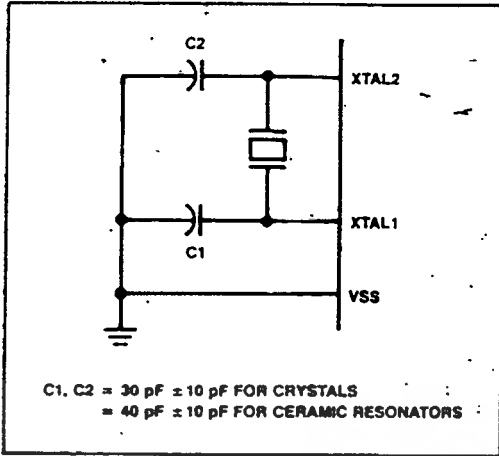 C2
XTAL2
XTAL1
C1
VSS
C1, C2 = 30 pF ±10 pF FOR CRYSTALS
= 40 pF ±10 pF FOR CERAMIC RESONATORS